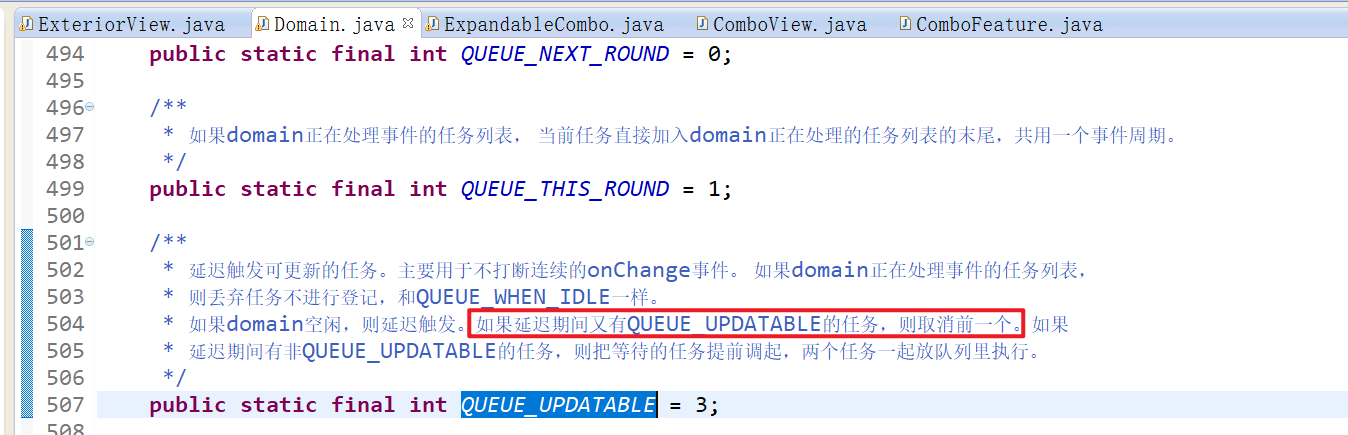 ExteriorView.java Domain.java ExpandableCombo.java ComboView.java ComboFeature.java
494 public static final int QUEUE_NEXT_ROUND = 0;
495
496 /**
497 * 如果domain正在处理事件的任务列表, 当前任务直接加入domain正在处理的任务列表的末尾，共用一个事件周期。
498 */
499 public static final int QUEUE_THIS_ROUND = 1;
500
501 /**
502 * 延迟触发可更新的任务。主要用于不打断连续的onChange事件。 如果domain正在处理事件的任务列表，
503 * 则丢弃任务不进行登记，和QUEUE_WHEN_IDLE一样。
504 * 如果domain空闲，则延迟触发。如果延迟期间又有QUEUE_UPDATABLE的任务，则取消前一个。如果
505 * 延迟期间有非QUEUE_UPDATABLE的任务，则把等待的任务提前调起，两个任务一起放队列里执行。
506 */
507 public static final int QUEUE_UPDATABLE = 3;
508